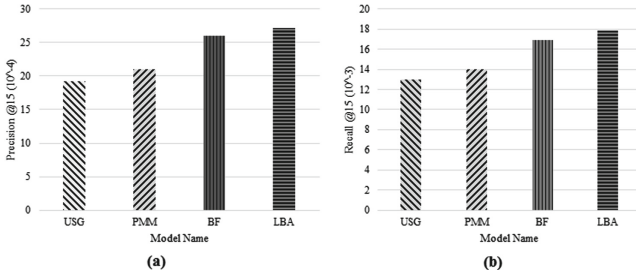 30
25
20
15
10
5
0
Precision @15 (10^-4)
USG PMM BF LBA
Model Name
(a)
20
18
16
14
12
10
8
6
4
2
0
Recall @15 (10^-3)
USG PMM BF LBA
Model Name
(b)